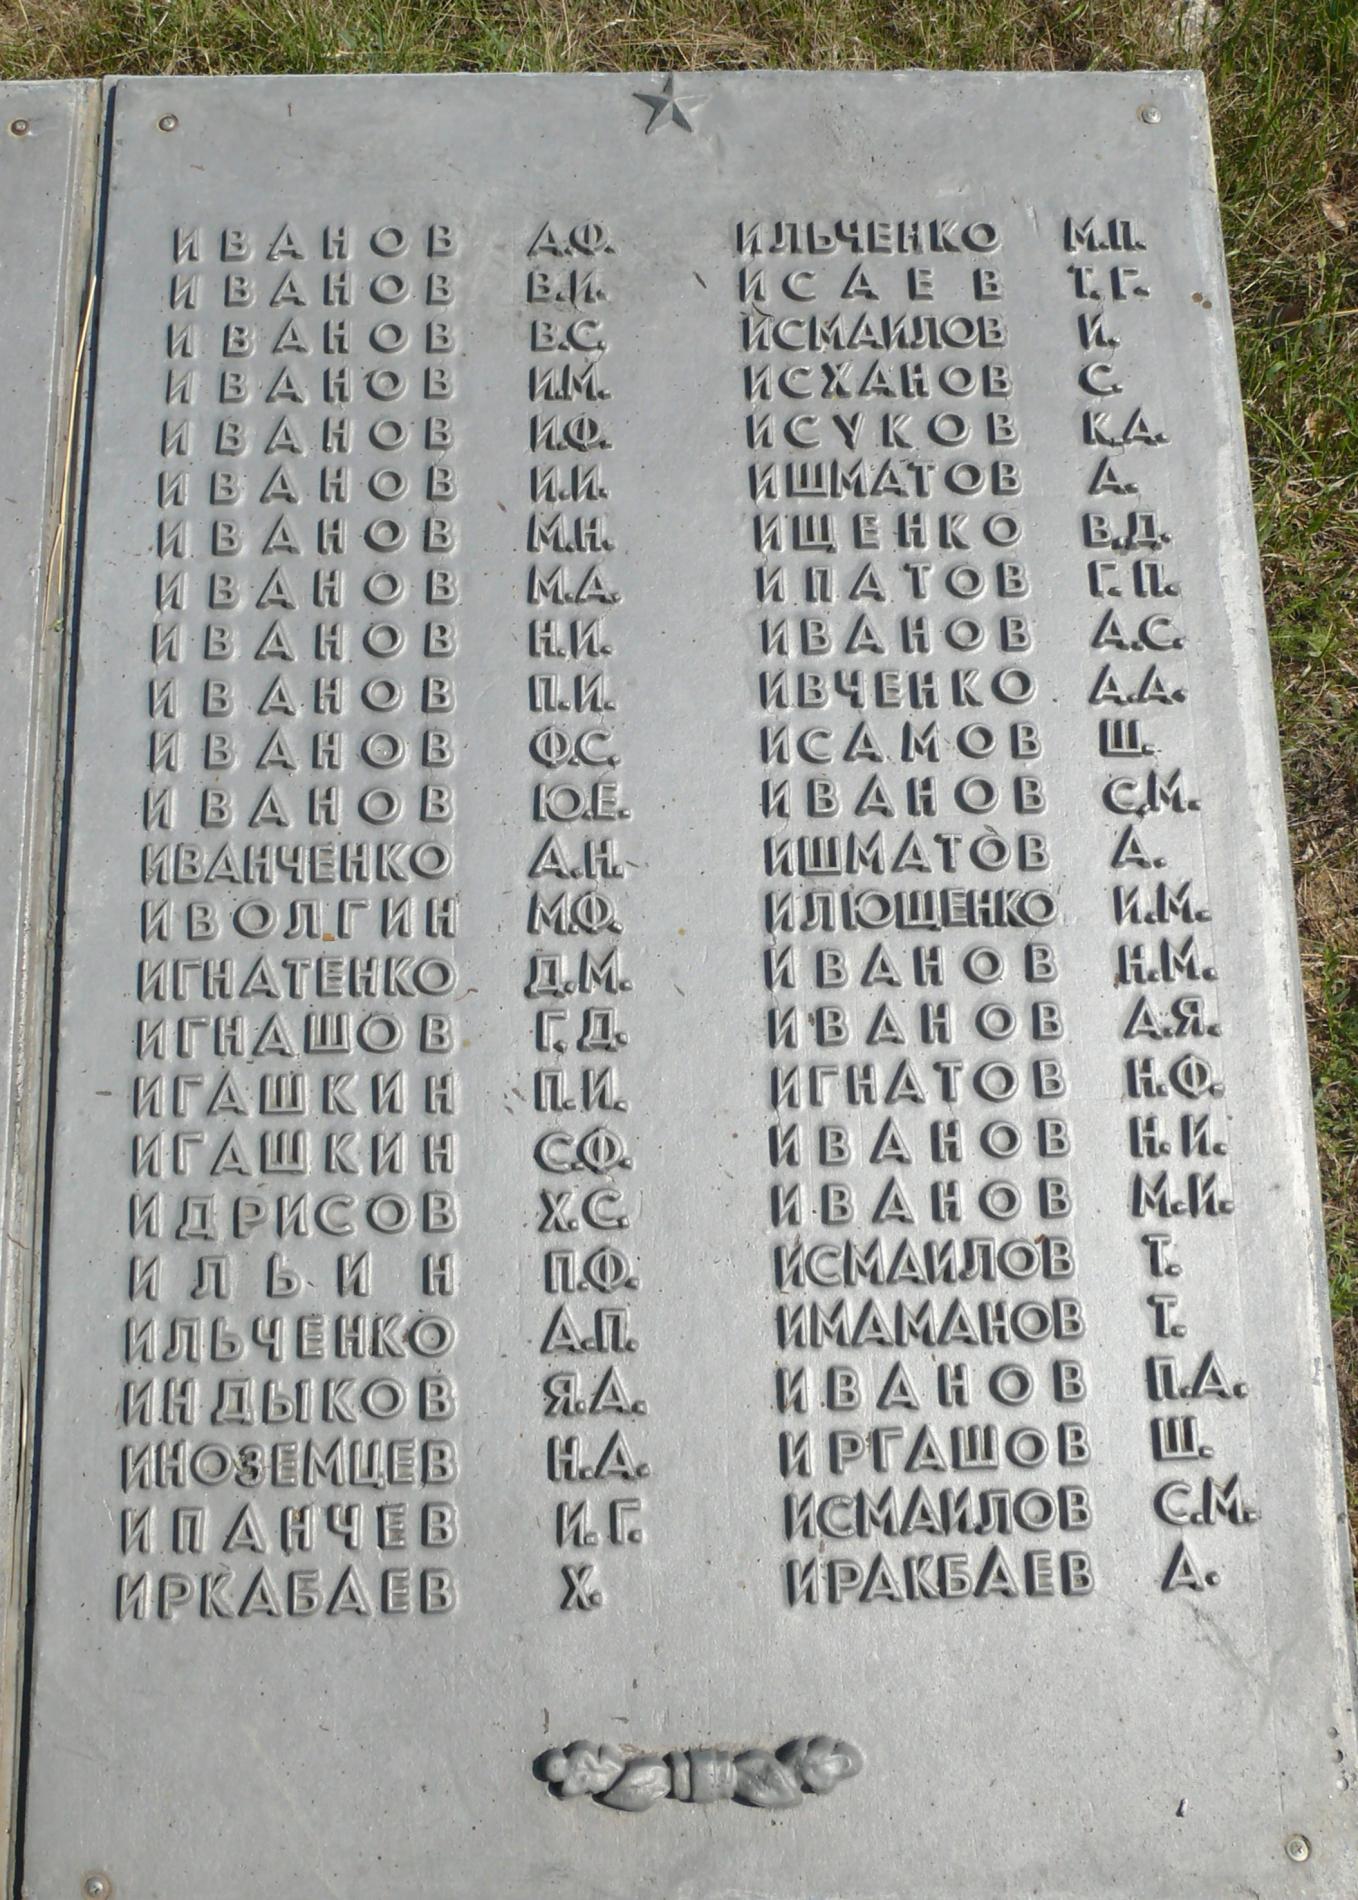 ИВАНОВ А.Ф.
ИВАНОВ В.И.
ИВАНОВ В.С.
ИВАНОВ И.М.
ИВАНОВ И.Ф.
ИВАНОВ И.И.
ИВАНОВ М.Н.
ИВАНОВ М.А.
ИВАНОВ Н.И.
ИВАНОВ П.И.
ИВАНОВ Ф.С.
ИВАНОВ Ю.Е.
ИВАНЧЕНКО А.Н.
ИВОЛГИН М.Ф.
ИГНАТЕНКО Д.М.
ИГНАШОВ Г.Д.
ИГАШКИН П.И.
ИГАШКИН С.Ф.
ИДРИСОВ Х.С.
ИЛЬИН П.Ф.
ИЛЬЧЕНКО А.П.
ИНДЫКОВ Я.А.
ИНОЗЕМЦЕВ Н.А.
ИПАНЧЕВ И.Г.
ИРКАБАЕВ Х.
ИЛЬЧЕНКО М.П.
ИСАЕВ Т.Г.
ИСМАИЛОВ И.
ИСХАНОВ С.
ИСУКОВ К.А.
ИШМАТОВ А.
ИЩЕНКО В.Д.
ИПАТОВ Г.П.
ИВАНОВ А.С.
ИВЧЕНКО А.А.
ИСАМОВ Ш.
ИВАНОВ С.М.
ИШМАТОВ А.
ИЛЮЩЕНКО И.М.
ИВАНОВ Н.М.
ИВАНОВ А.Я.
ИГНАТОВ Н.Ф.
ИВАНОВ Н.И.
ИВАНОВ М.И.
ИСМАИЛОВ Т.
ИМАМАНОВ Т.
ИВАНОВ П.А.
ИРГАШОВ Ш.
ИСМАИЛОВ С.М.
ИРАКБАЕВ А.